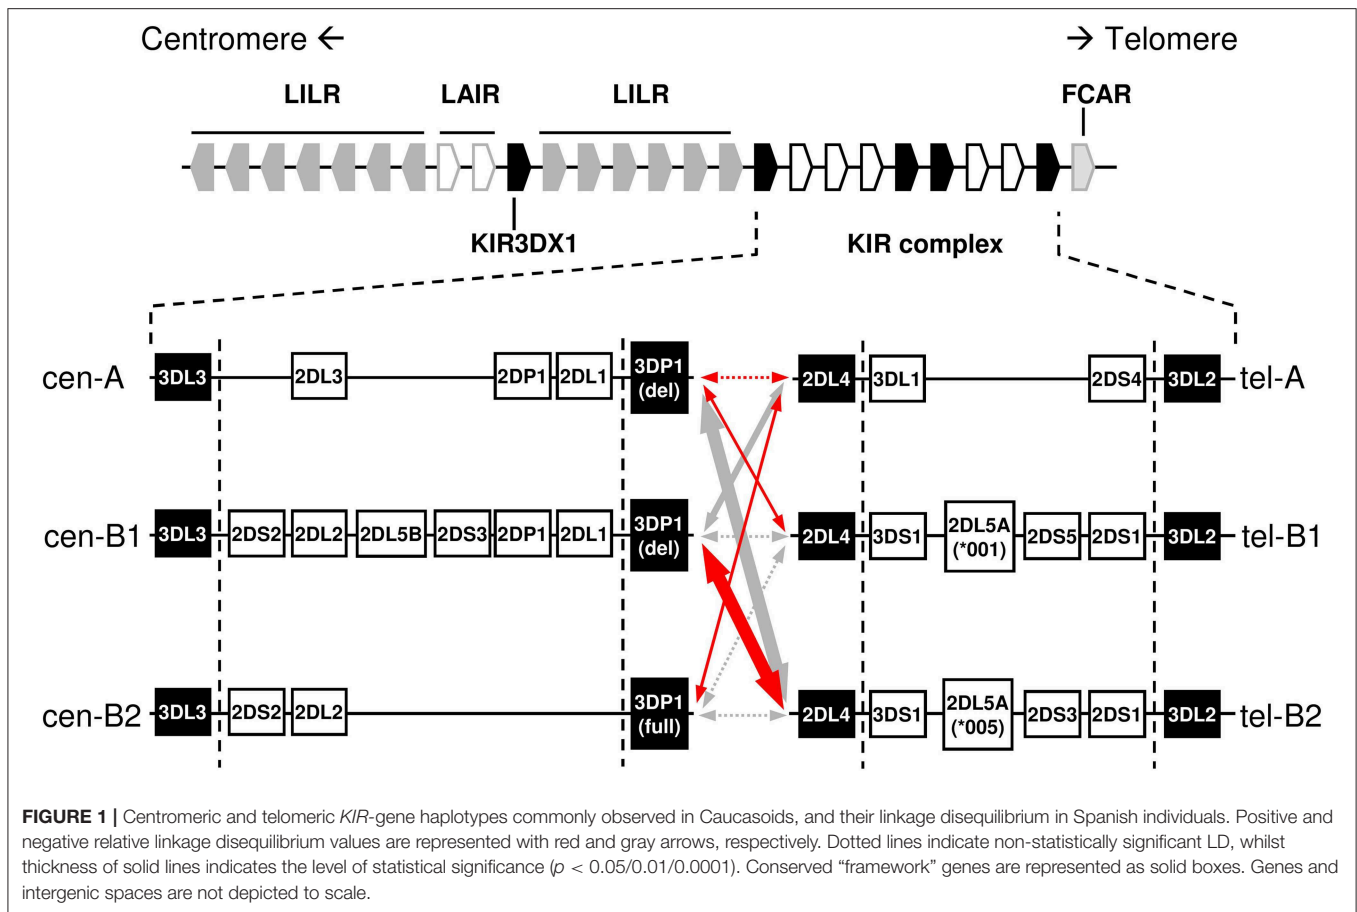 Centromere ← → Telomere
LILR LAIR LILR FCAR
KIR3DX1 KIR complex
cen-A 3DL3 2DL3 2DP1 2DL1 3DP1 (del) 2DL4 3DL1 2DS4 3DL2 tel-A
cen-B1 3DL3 2DS2 2DL2 2DL5B 2DS3 2DP1 2DL1 3DP1 (del) 2DL4 3DS1 2DL5A (*001) 2DS5 2DS1 3DL2 tel-B1
cen-B2 3DL3 2DS2 2DL2 3DP1 (full) 2DL4 3DS1 2DL5A (*005) 2DS3 2DS1 3DL2 tel-B2
FIGURE 1 | Centromeric and telomeric KIR-gene haplotypes commonly observed in Caucasoids, and their linkage disequilibrium in Spanish individuals. Positive and
negative relative linkage disequilibrium values are represented with red and gray arrows, respectively. Dotted lines indicate non-statistically significant LD, whilst
thickness of solid lines indicates the level of statistical significance (p < 0.05/0.01/0.0001). Conserved “framework” genes are represented as solid boxes. Genes and
intergenic spaces are not depicted to scale.